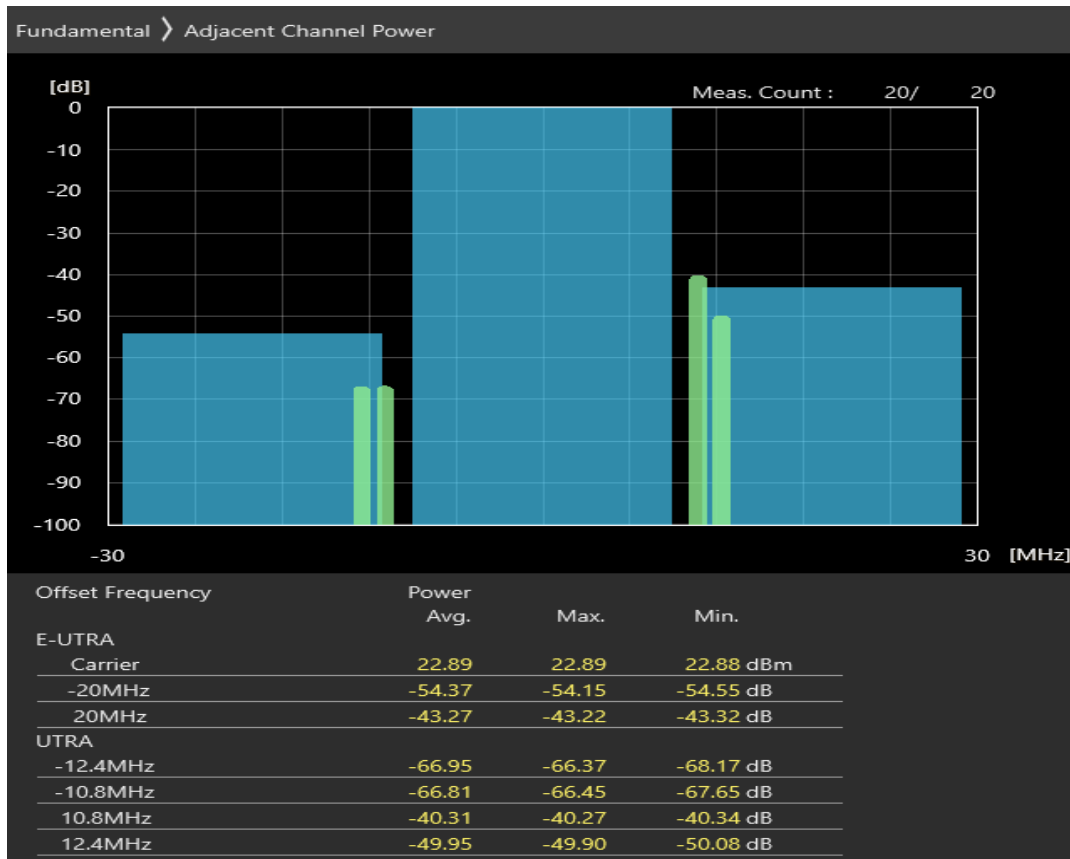 Fundamental 〉 Adjacent Channel Power
[dB]
Meas. Count : 20/ 20
0
-10
-20
-30
-40
-50
-60
-70
-80
-90
-100
-30 30 [MHz]
Offset Frequency Power
Avg. Max. Min.
E-UTRA
Carrier 22.89 22.89 22.88 dBm
-20MHz -54.37 -54.15 -54.55 dB
20MHz -43.27 -43.22 -43.32 dB
UTRA
-12.4MHz -66.95 -66.37 -68.17 dB
-10.8MHz -66.81 -66.45 -67.65 dB
10.8MHz -40.31 -40.27 -40.34 dB
12.4MHz -49.95 -49.90 -50.08 dB